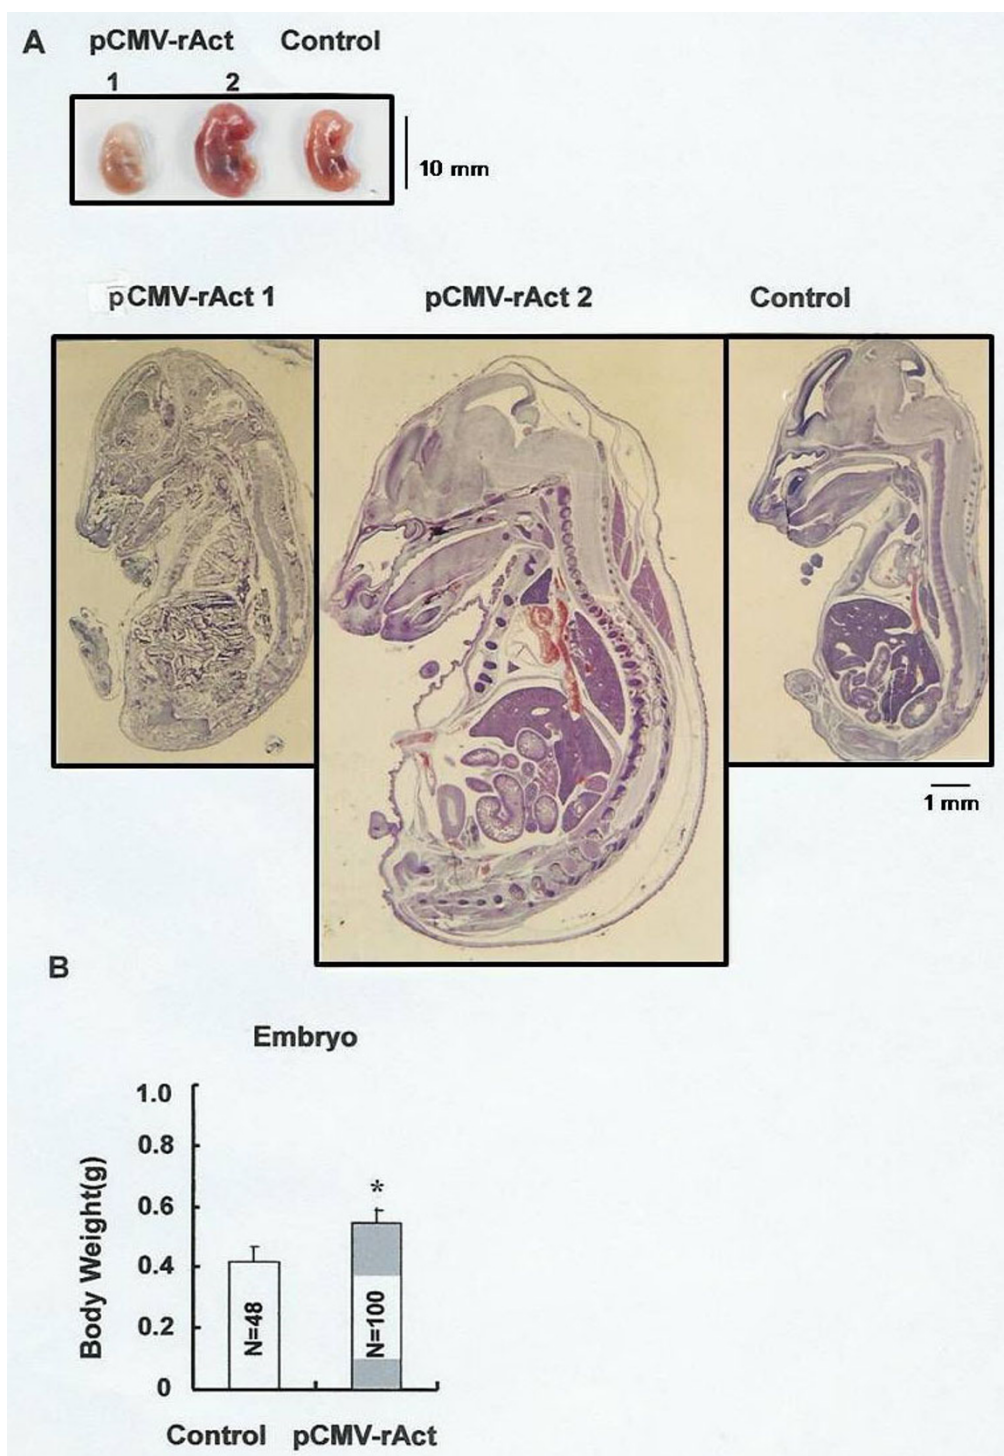 A pCMV-rAct Control
1 2
10 mm
pCMV-rAct 1 pCMV-rAct 2 Control
1 mm
B
Embryo
1.0
0.8
0.6
0.4
0.2
0
Body Weight(g)
*
N=48
N=100
Control pCMV-rAct